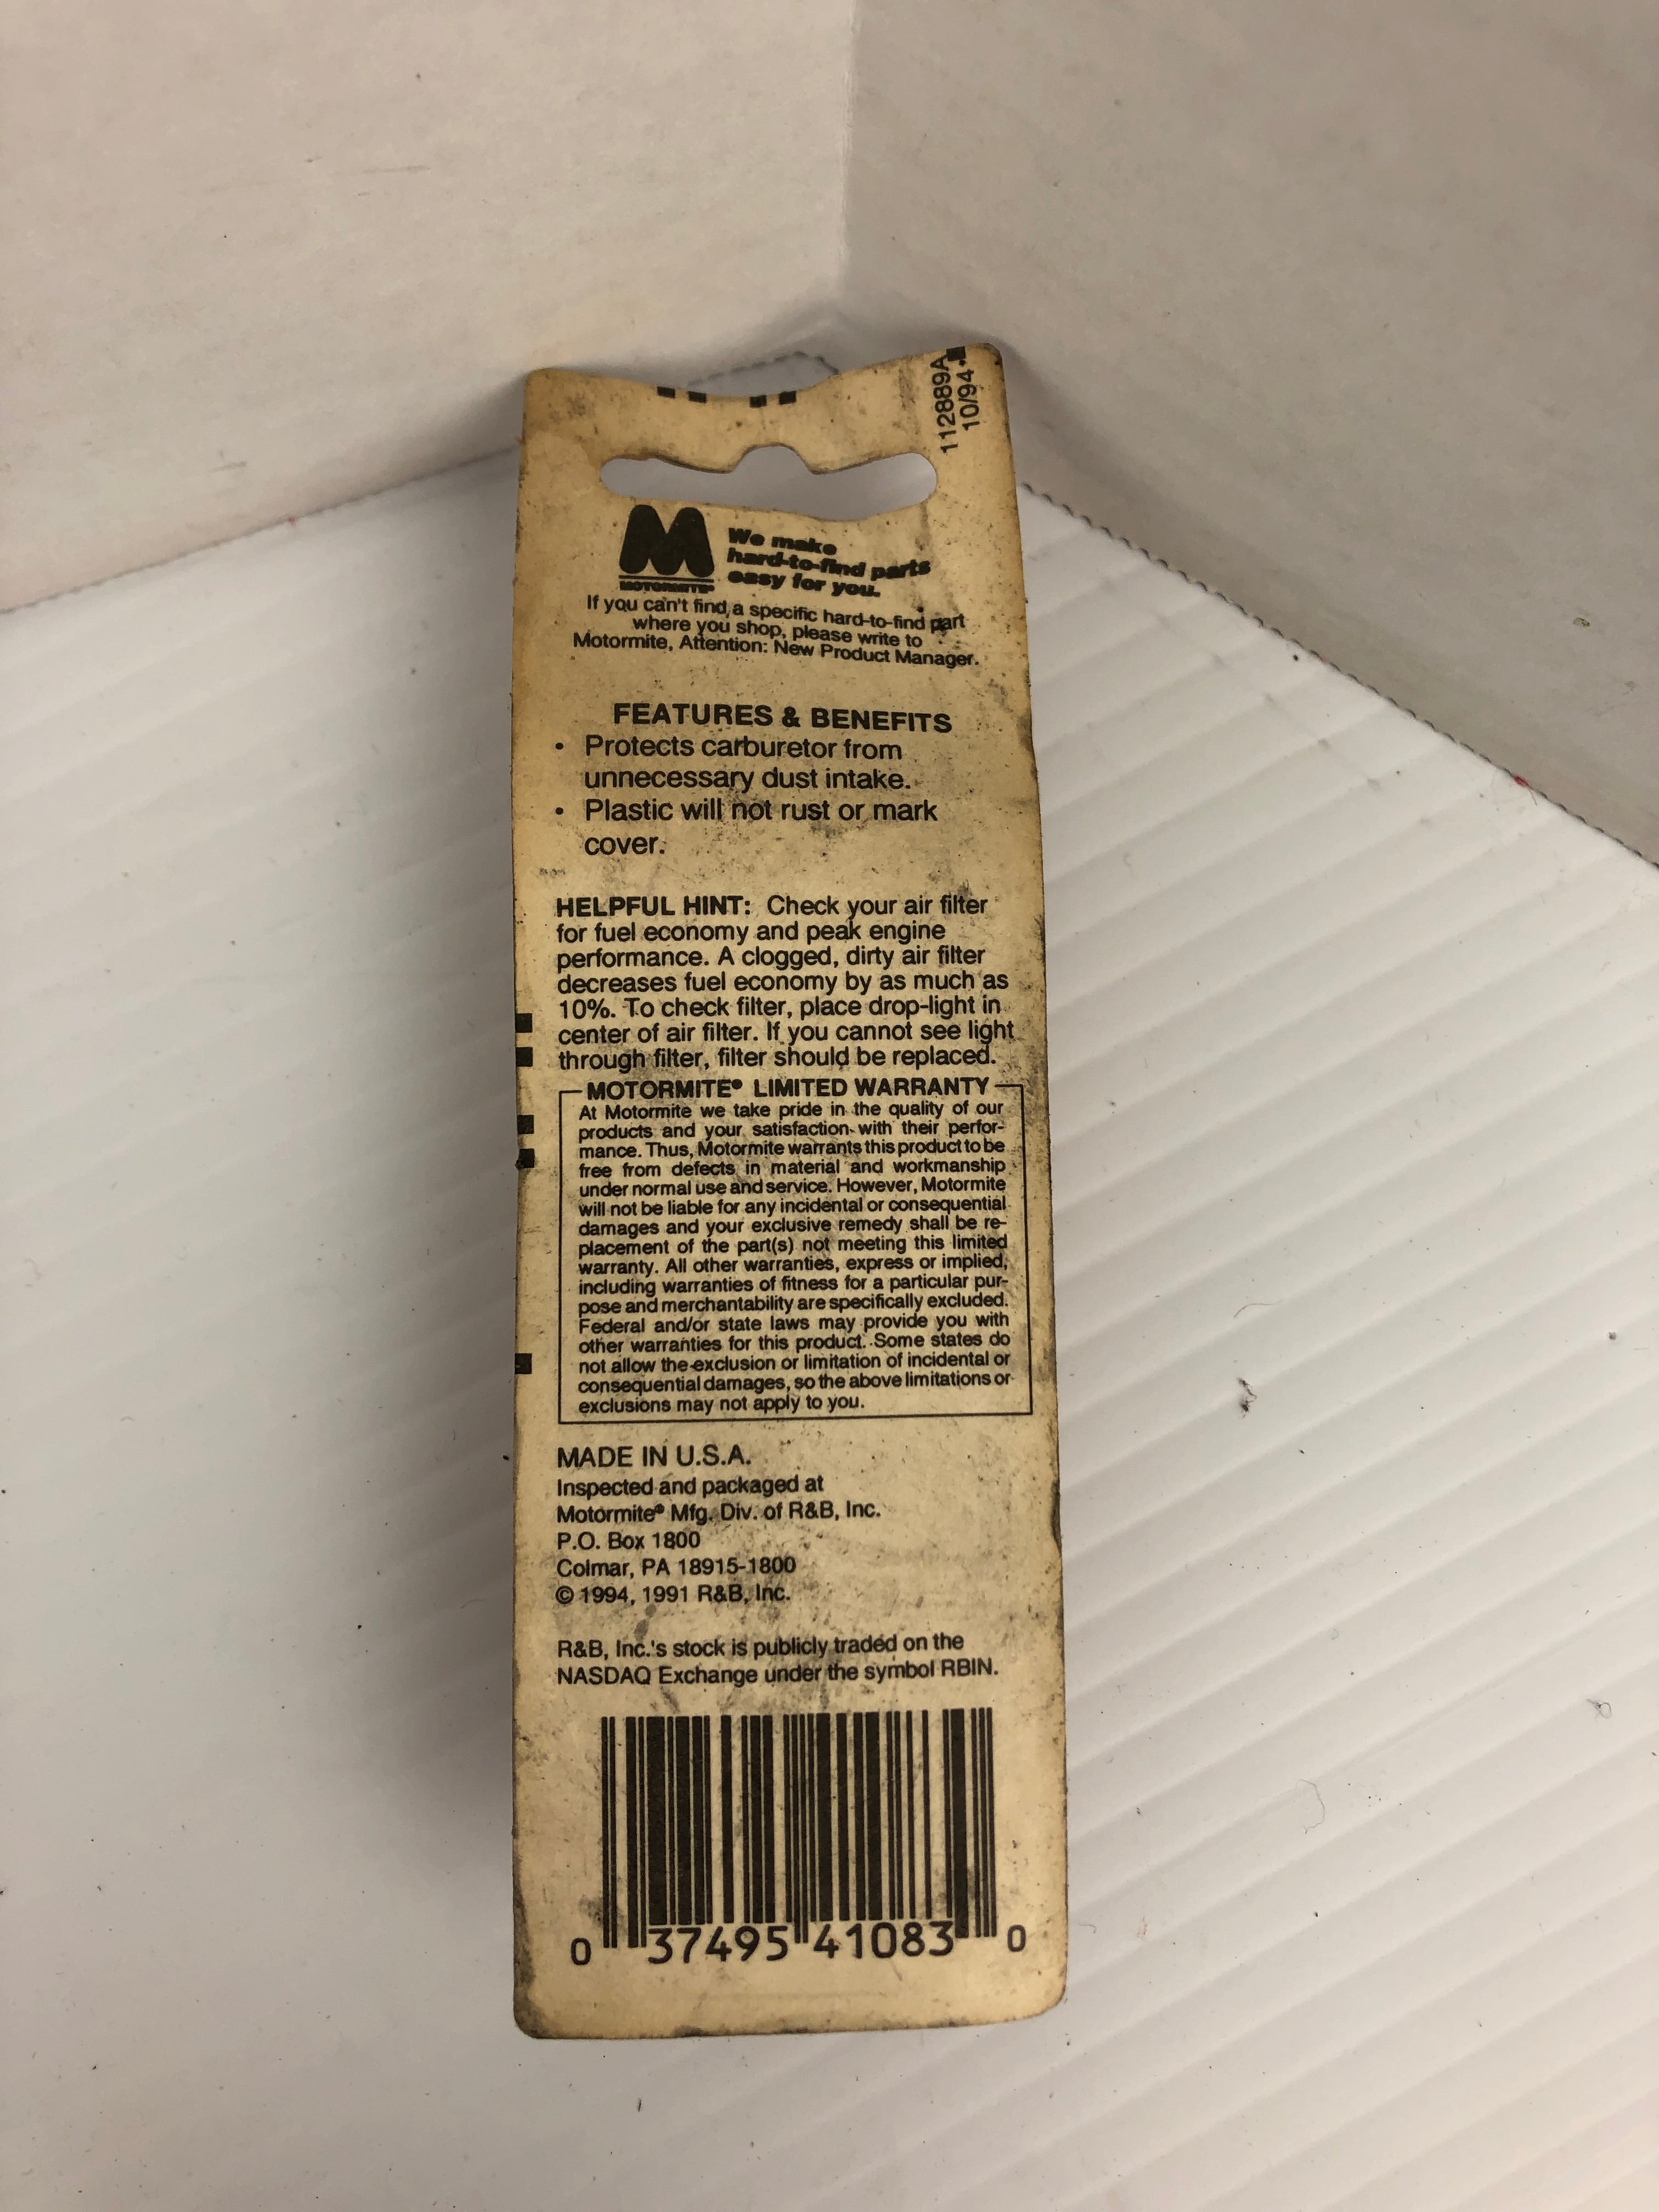 112889A
10/94
M
MOTORMITE®
We make
hard-to-find parts
easy for you.
If you can't find a specific hard-to-find part
where you shop, please write to
Motormite, Attention: New Product Manager.
FEATURES & BENEFITS
• Protects carburetor from
unnecessary dust intake.
• Plastic will not rust or mark
cover.
HELPFUL HINT: Check your air filter
for fuel economy and peak engine
performance. A clogged, dirty air filter
decreases fuel economy by as much as
10%. To check filter, place drop-light in
center of air filter. If you cannot see light
through filter, filter should be replaced.
MOTORMITE® LIMITED WARRANTY
At Motormite we take pride in the quality of our
products and your satisfaction with their perfor-
mance. Thus, Motormite warrants this product to be
free from defects in material and workmanship
under normal use and service. However, Motormite
will not be liable for any incidental or consequential
damages and your exclusive remedy shall be re-
placement of the part(s) not meeting this limited
warranty. All other warranties, express or implied,
including warranties of fitness for a particular pur-
pose and merchantability are specifically excluded.
Federal and/or state laws may provide you with
other warranties for this product. Some states do
not allow the exclusion or limitation of incidental or
consequential damages, so the above limitations or
exclusions may not apply to you.
MADE IN U.S.A.
Inspected and packaged at
Motormite® Mfg. Div. of R&B, Inc.
P.O. Box 1800
Colmar, PA 18915-1800
© 1994, 1991 R&B, Inc.
R&B, Inc.'s stock is publicly traded on the
NASDAQ Exchange under the symbol RBIN.
0 37495 41083 0